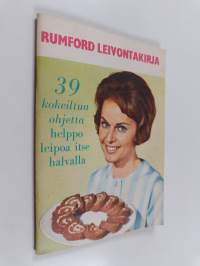 RUMFORD LEIVONTAKIRJA
39
kokeiltua
ohjetta
helppo
leipoa itse
halvalla